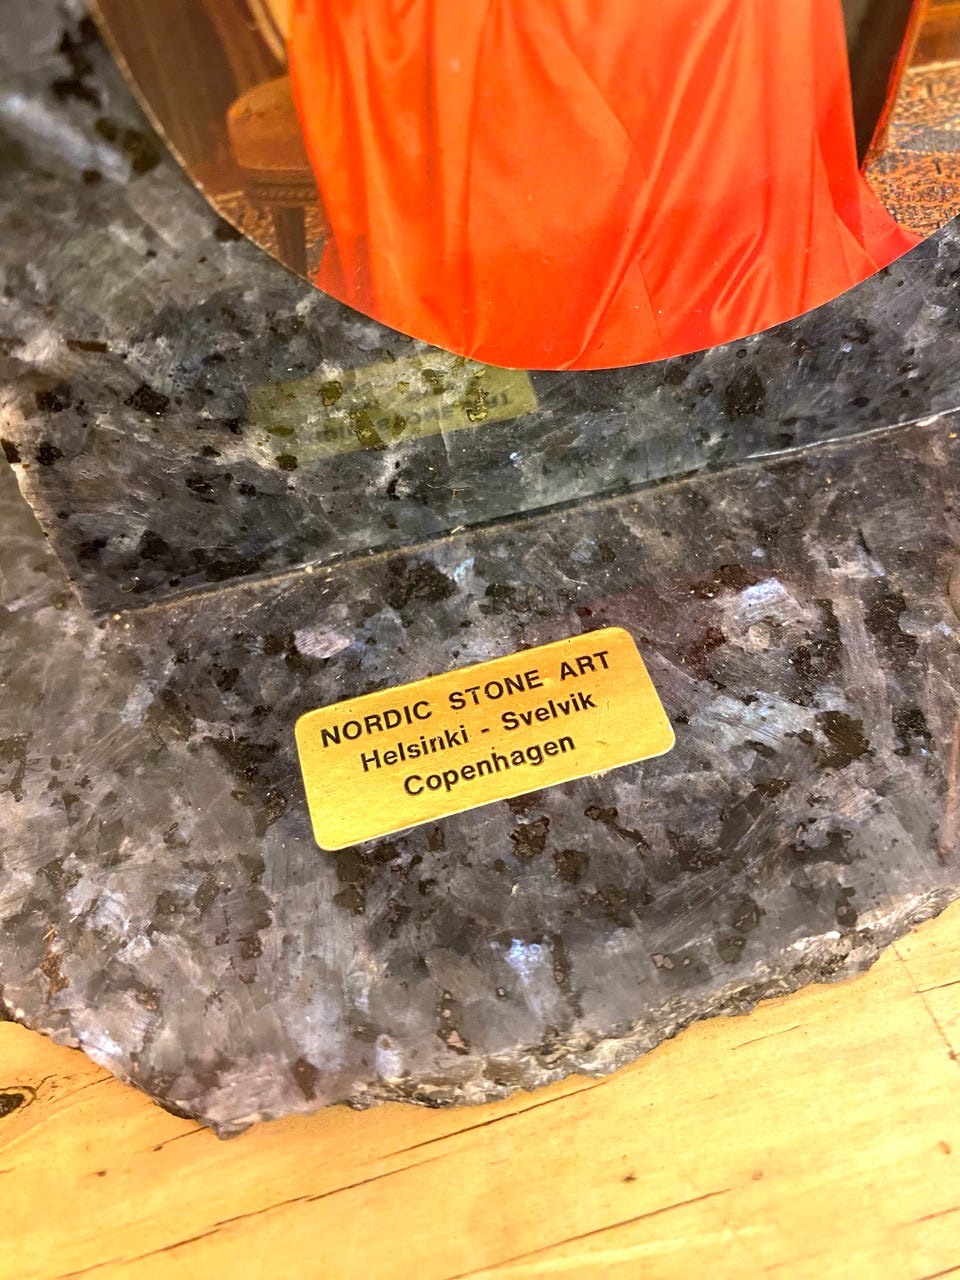 NORDIC STONE ART
Helsinki - Svelvik
Copenhagen